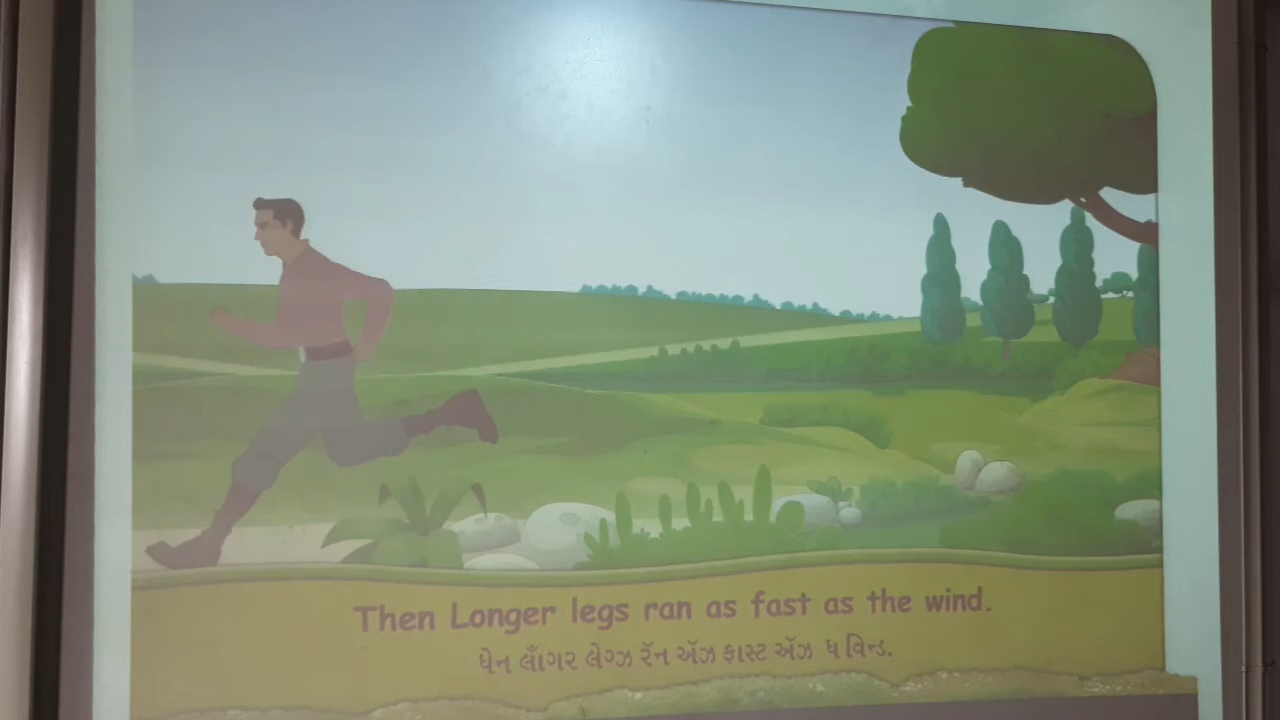 Then Longer legs ran as fast as the wind.
ધેન લૉંગર લેગ્ઝ રૅન ઍઝ ફાસ્ટ ઍઝ ધ વિન્ડ.